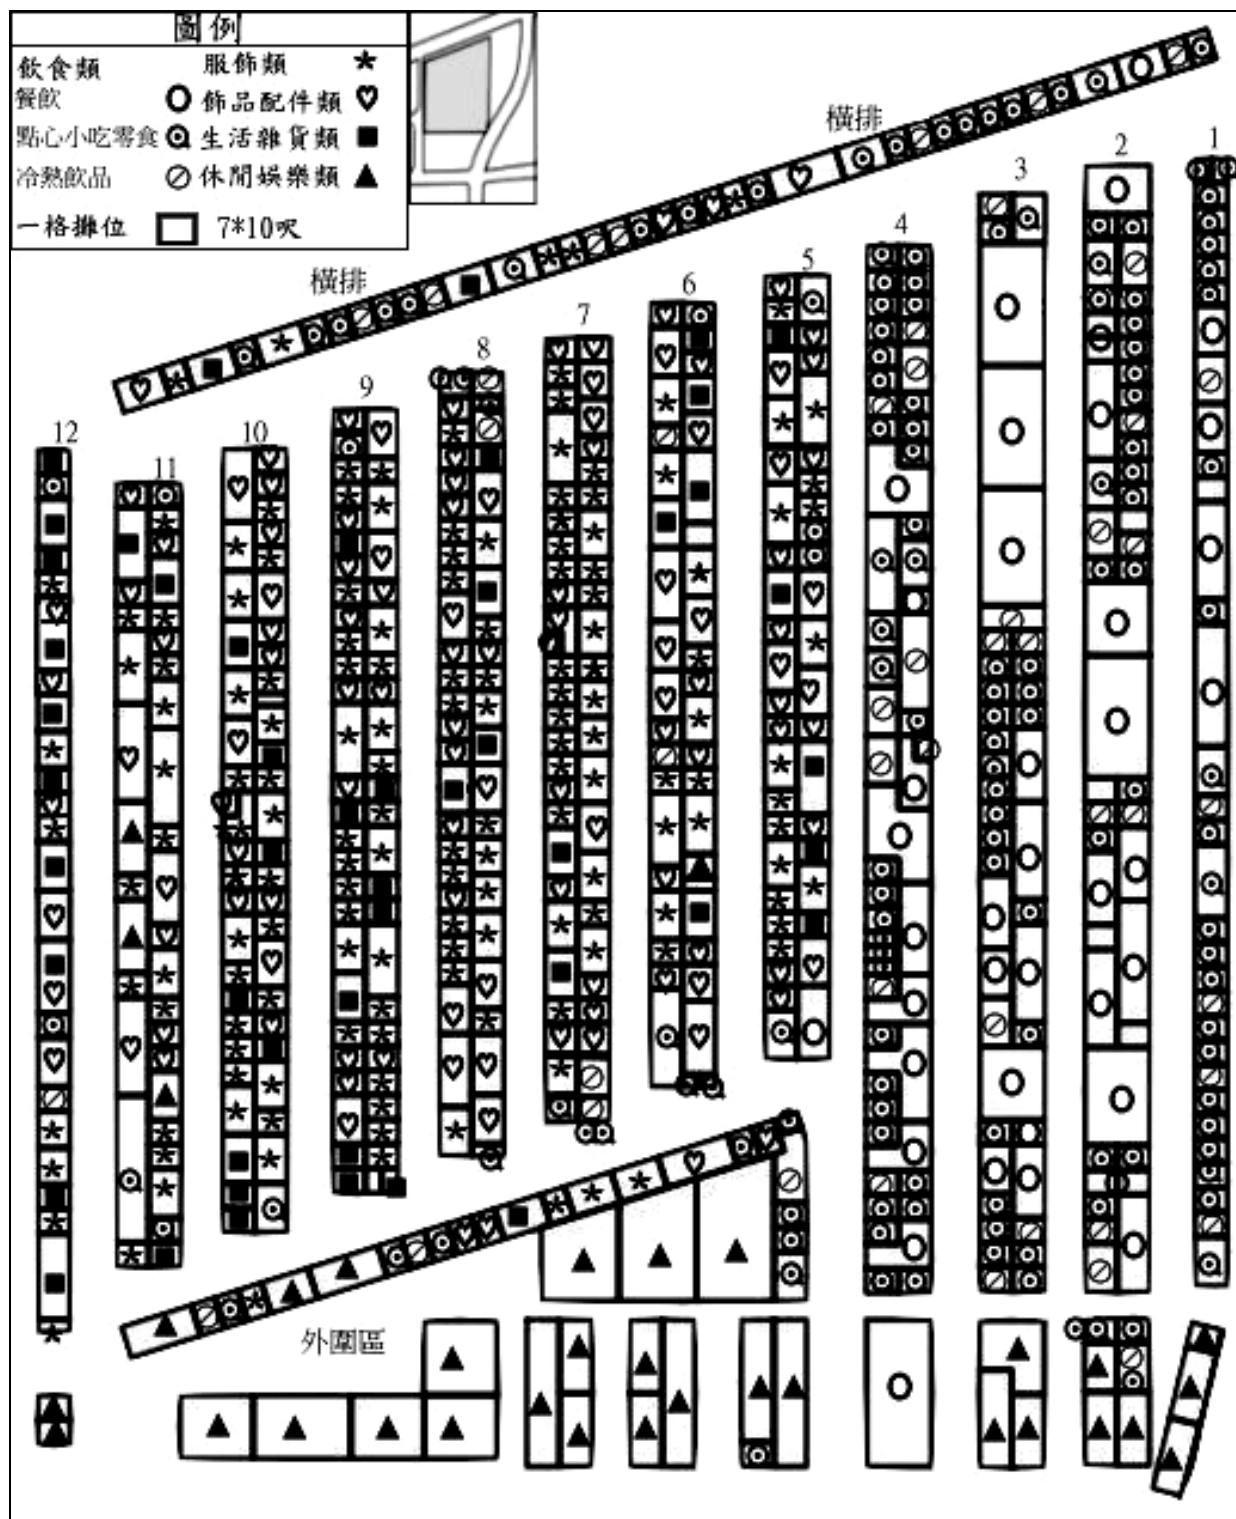 圖例
飲食類 服飾類
餐飲 飾品配件類
點心小吃零食 生活雜貨類
冷熱飲品 休閒娛樂類
一格攤位 7*10呎
橫排
橫排
1
2
3
4
5
6
7
8
9
10
11
12
外圍區